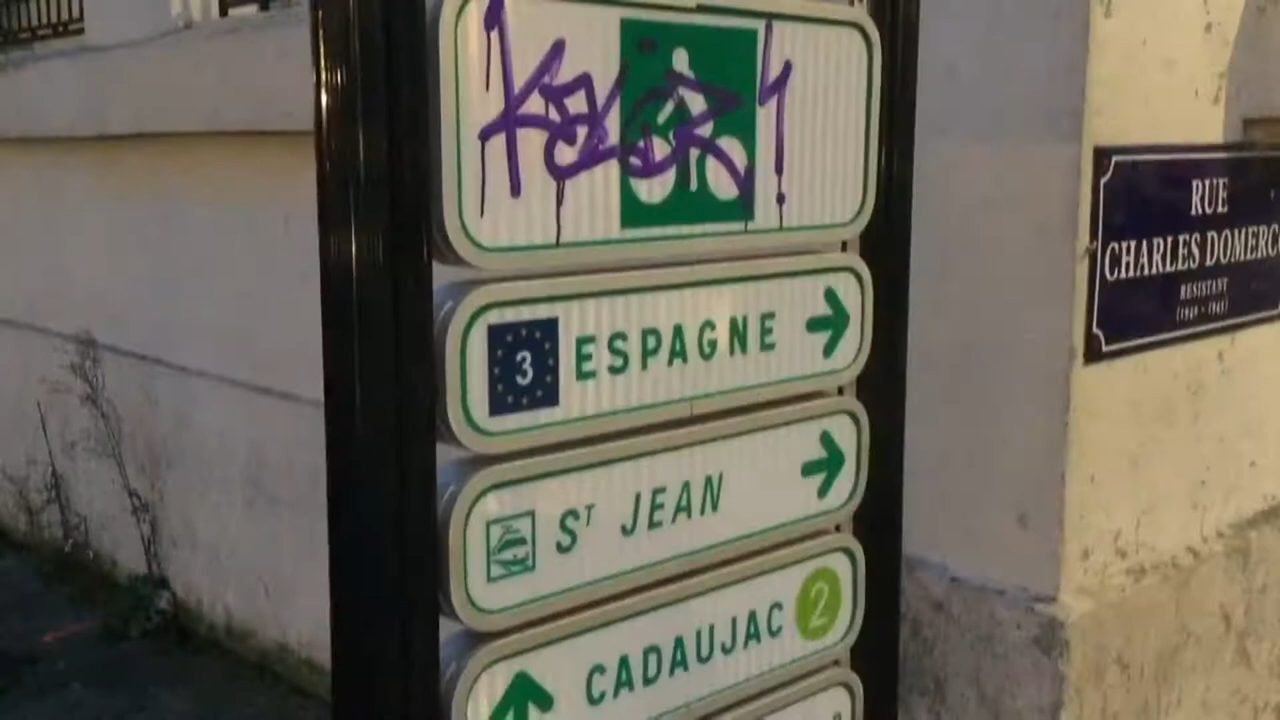 3 ESPAGNE
ST JEAN
CADAUJAC 2
RUE
CHARLES DOMERC
RESISTANT